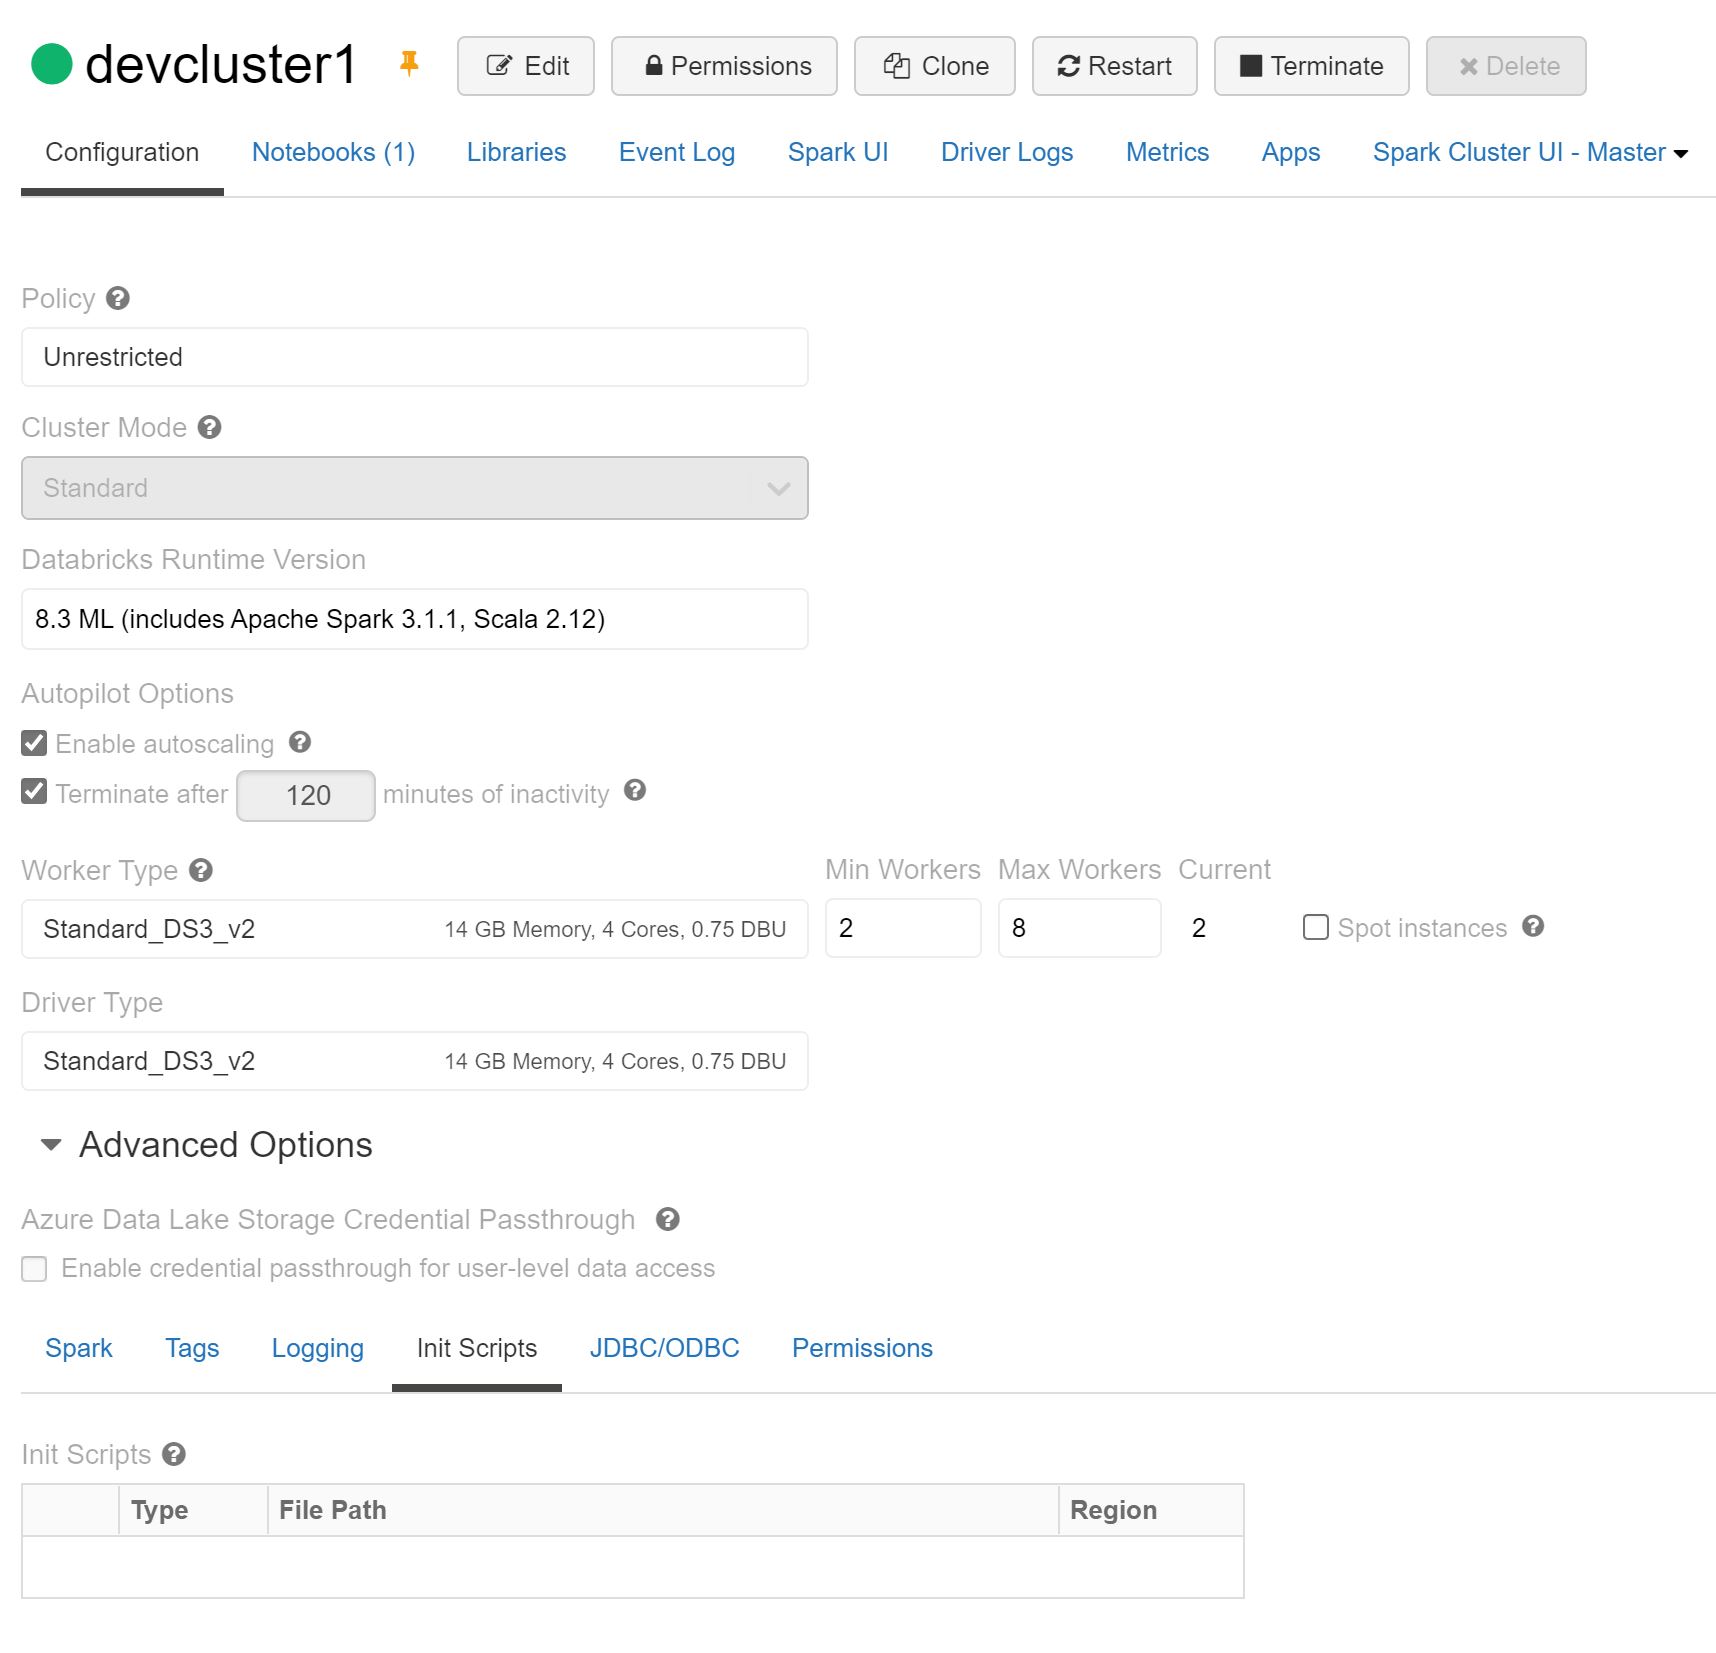 devcluster1 Edit Permissions Clone Restart Terminate Delete
Configuration Notebooks (1) Libraries Event Log Spark UI Driver Logs Metrics Apps Spark Cluster UI - Master
Policy
Unrestricted
Cluster Mode
Standard
Databricks Runtime Version
8.3 ML (includes Apache Spark 3.1.1, Scala 2.12)
Autopilot Options
Enable autoscaling
Terminate after 120 minutes of inactivity
Worker Type Min Workers Max Workers Current
Standard_DS3_v2 14 GB Memory, 4 Cores, 0.75 DBU 2 8 2 Spot instances
Driver Type
Standard_DS3_v2 14 GB Memory, 4 Cores, 0.75 DBU
Advanced Options
Azure Data Lake Storage Credential Passthrough
Enable credential passthrough for user-level data access
Spark Tags Logging Init Scripts JDBC/ODBC Permissions
Init Scripts
Type File Path Region